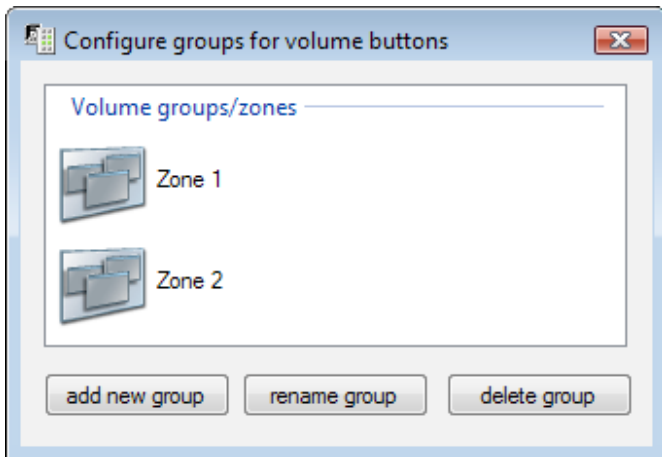 Configure groups for volume buttons
Volume groups/zones
Zone 1
Zone 2
add new group rename group delete group